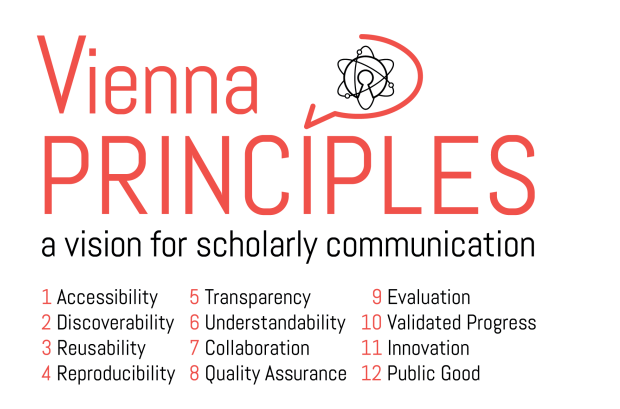 Vienna
PRINCIPLES
a vision for scholarly communication
1 Accessibility
2 Discoverability
3 Reusability
4 Reproducibility
5 Transparency
6 Understandability
7 Collaboration
8 Quality Assurance
9 Evaluation
10 Validated Progress
11 Innovation
12 Public Good